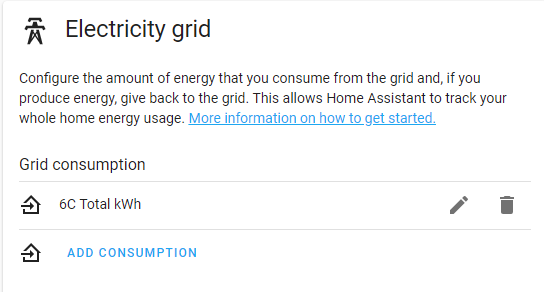 Electricity grid
Configure the amount of energy that you consume from the grid and, if you
produce energy, give back to the grid. This allows Home Assistant to track your
whole home energy usage. More information on how to get started.
Grid consumption
6C Total kWh
ADD CONSUMPTION